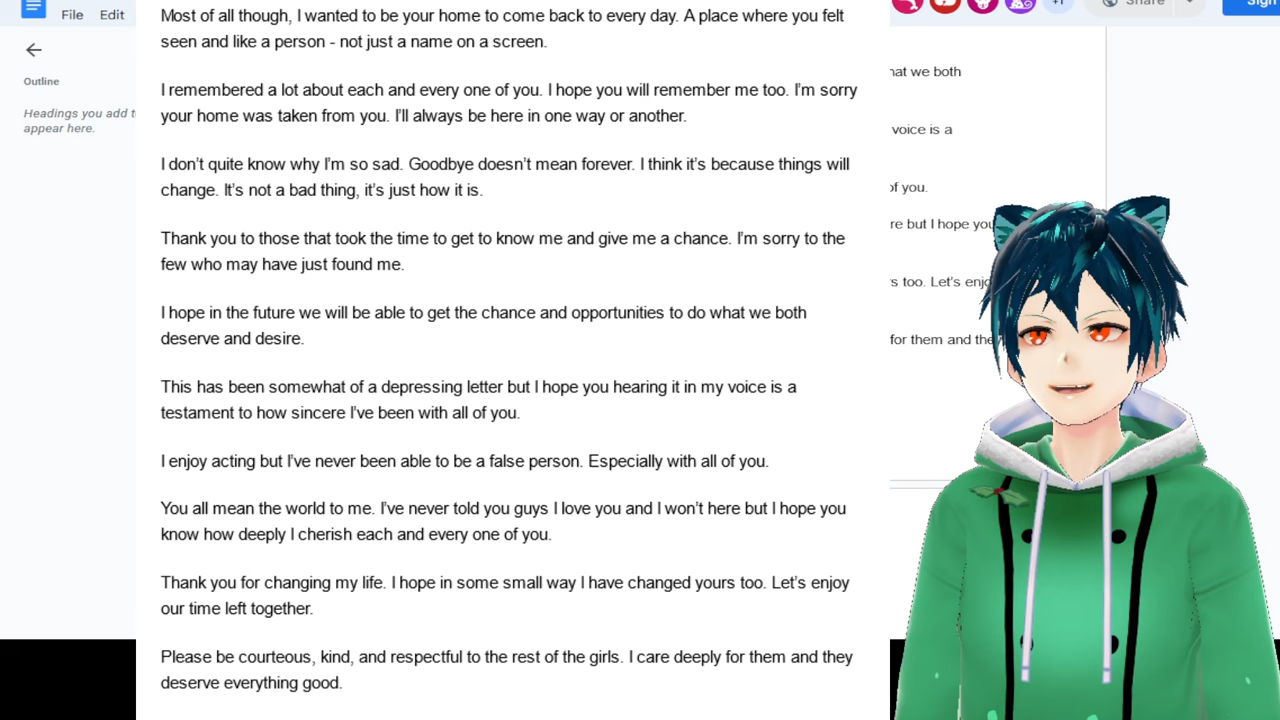 File Edit
Share
Sign
+1
Outline
Headings you add t
appear here.
Most of all though, I wanted to be your home to come back to every day. A place where you felt
seen and like a person - not just a name on a screen.
I remembered a lot about each and every one of you. I hope you will remember me too. I'm sorry
your home was taken from you. I'll always be here in one way or another.
I don't quite know why I'm so sad. Goodbye doesn't mean forever. I think it's because things will
change. It's not a bad thing, it's just how it is.
Thank you to those that took the time to get to know me and give me a chance. I'm sorry to the
few who may have just found me.
I hope in the future we will be able to get the chance and opportunities to do what we both
deserve and desire.
This has been somewhat of a depressing letter but I hope you hearing it in my voice is a
testament to how sincere I've been with all of you.
I enjoy acting but I've never been able to be a false person. Especially with all of you.
You all mean the world to me. I've never told you guys I love you and I won't here but I hope you
know how deeply I cherish each and every one of you.
Thank you for changing my life. I hope in some small way I have changed yours too. Let's enjoy
our time left together.
Please be courteous, kind, and respectful to the rest of the girls. I care deeply for them and they
deserve everything good.
hat we both
voice is a
of you.
re but I hope you
s too. Let's enj
for them and the